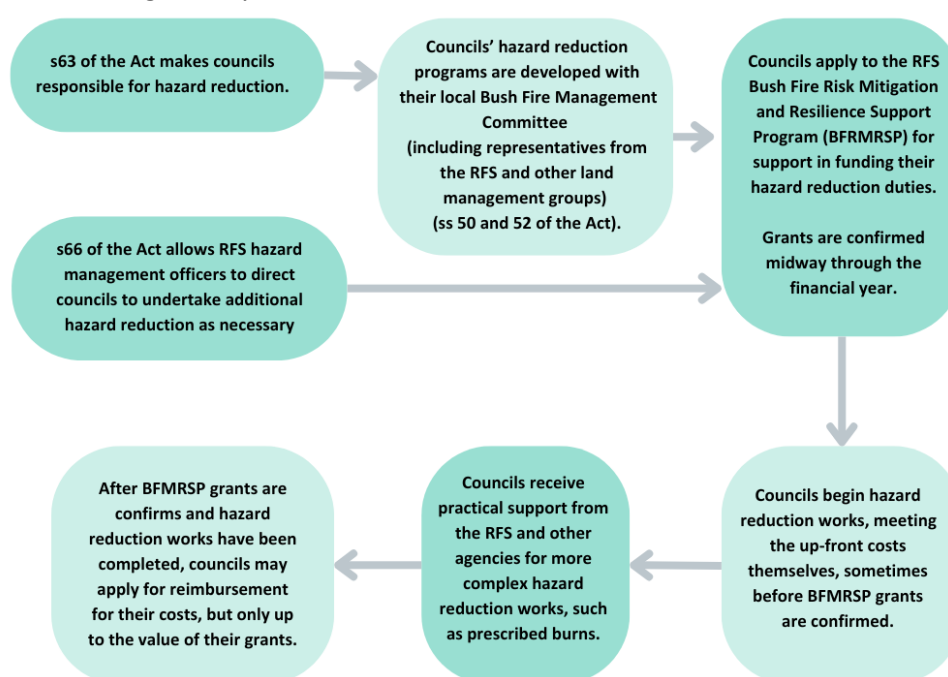 s63 of the Act makes councils
responsible for hazard reduction.
Councils’ hazard reduction
programs are developed with
their local Bush Fire Management
Committee
(including representatives from
the RFS and other land
management groups)
(ss 50 and 52 of the Act).
Councils apply to the RFS
Bush Fire Risk Mitigation
and Resilience Support
Program (BFRMRSP) for
support in funding their
hazard reduction duties.
Grants are confirmed
midway through the
financial year.
s66 of the Act allows RFS hazard
management officers to direct
councils to undertake additional
hazard reduction as necessary
Councils begin hazard
reduction works, meeting
the up-front costs
themselves, sometimes
before BFMRSP grants
are confirmed.
Councils receive
practical support from
the RFS and other
agencies for more
complex hazard
reduction works, such
as prescribed burns.
After BFMRSP grants are
confirms and hazard
reduction works have been
completed, councils may
apply for reimbursement
for their costs, but only up
to the value of their grants.